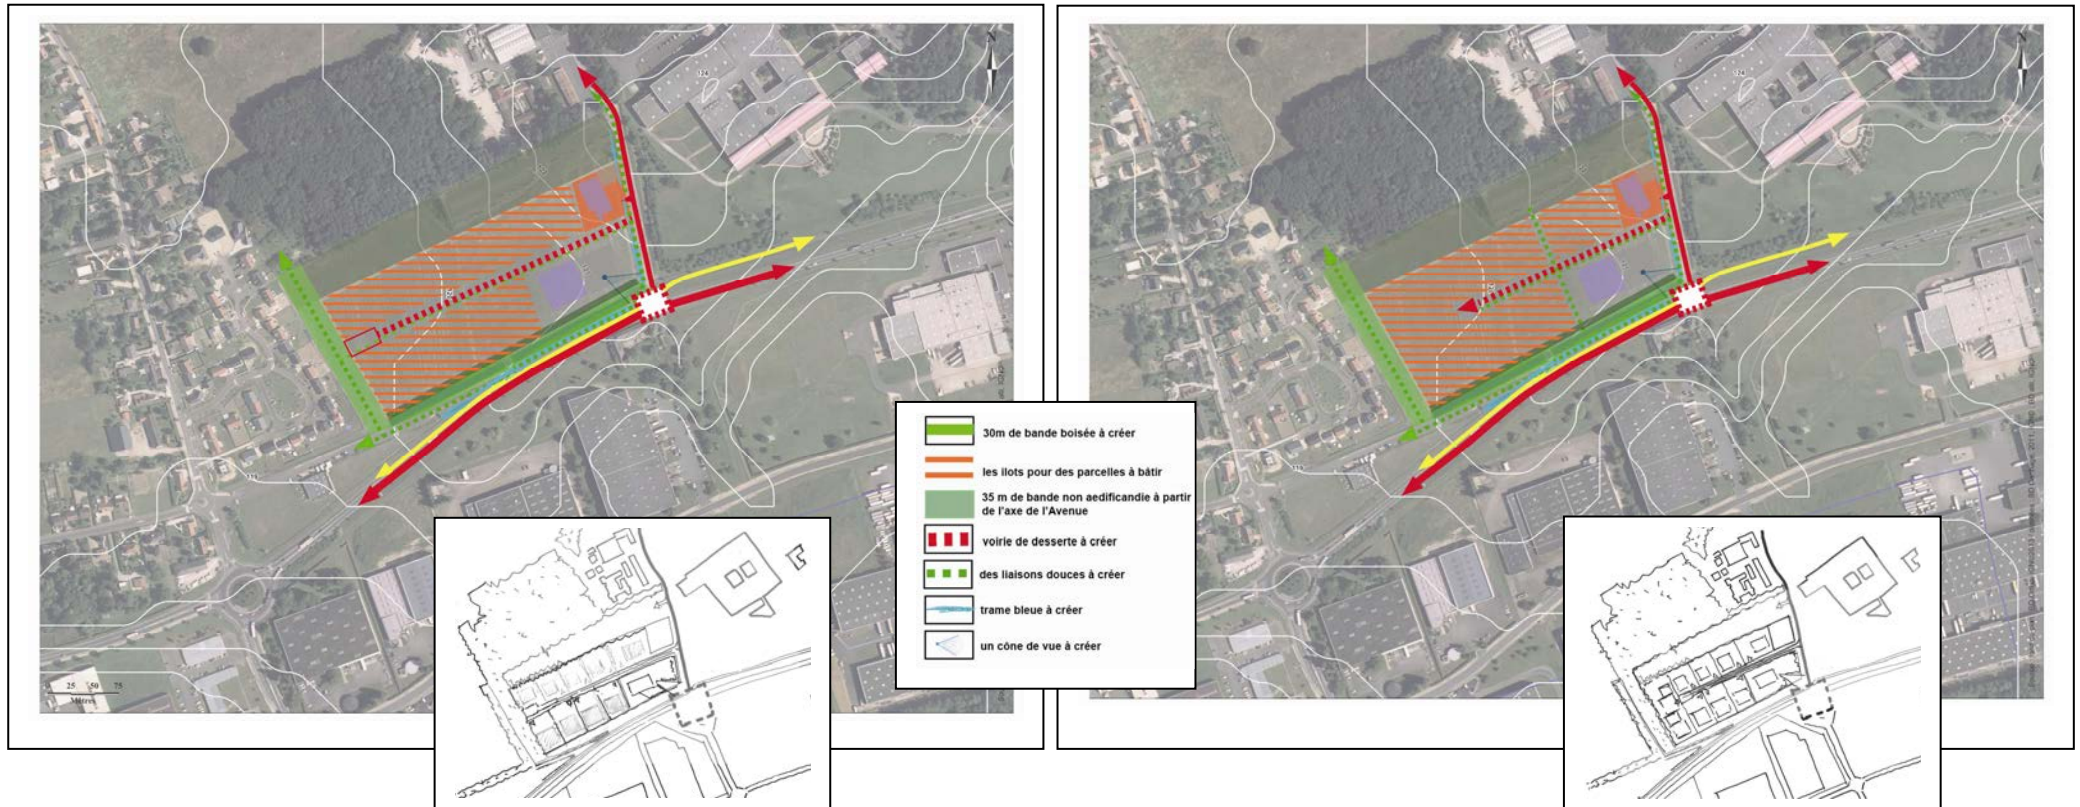 N
124
25 50 75
Mètres
30m de bande boisée à créer
les ilots pour des parcelles à bâtir
35 m de bande non aedificandie à partir
de l'axe de l'Avenue
voirie de desserte à créer
des liaisons douces à créer
trame bleue à créer
un cône de vue à créer
N
124